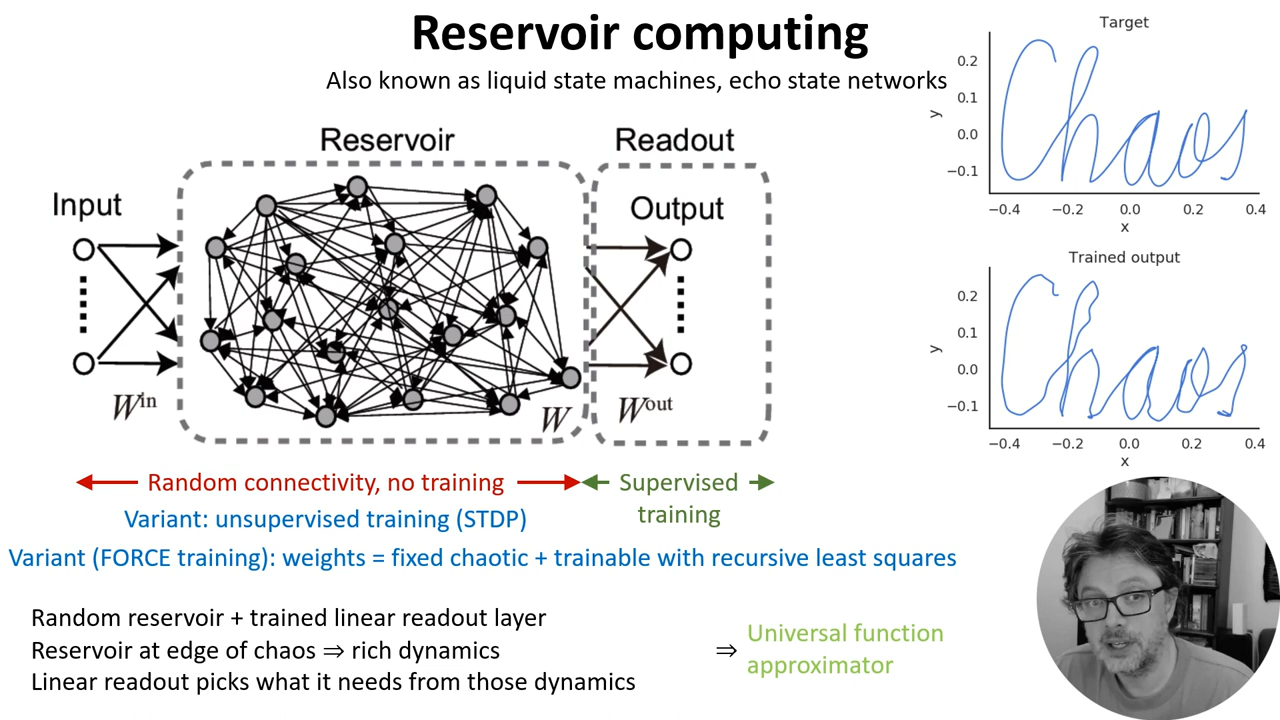 Reservoir computing
Also known as liquid state machines, echo state networks
Reservoir
Readout
Input
Output
W^in
W
W^out
Random connectivity, no training
Supervised
training
Variant: unsupervised training (STDP)
Variant (FORCE training): weights = fixed chaotic + trainable with recursive least squares
Random reservoir + trained linear readout layer
Reservoir at edge of chaos ⇒ rich dynamics
Linear readout picks what it needs from those dynamics
⇒
Universal function
approximator
Target
y
0.2
0.1
0.0
−0.1
Chaos
−0.4 −0.2 0.0 0.2 0.4
x
Trained output
y
0.2
0.1
0.0
−0.1
Chaos
−0.4 −0.2 0.0 0.2 0.4
x